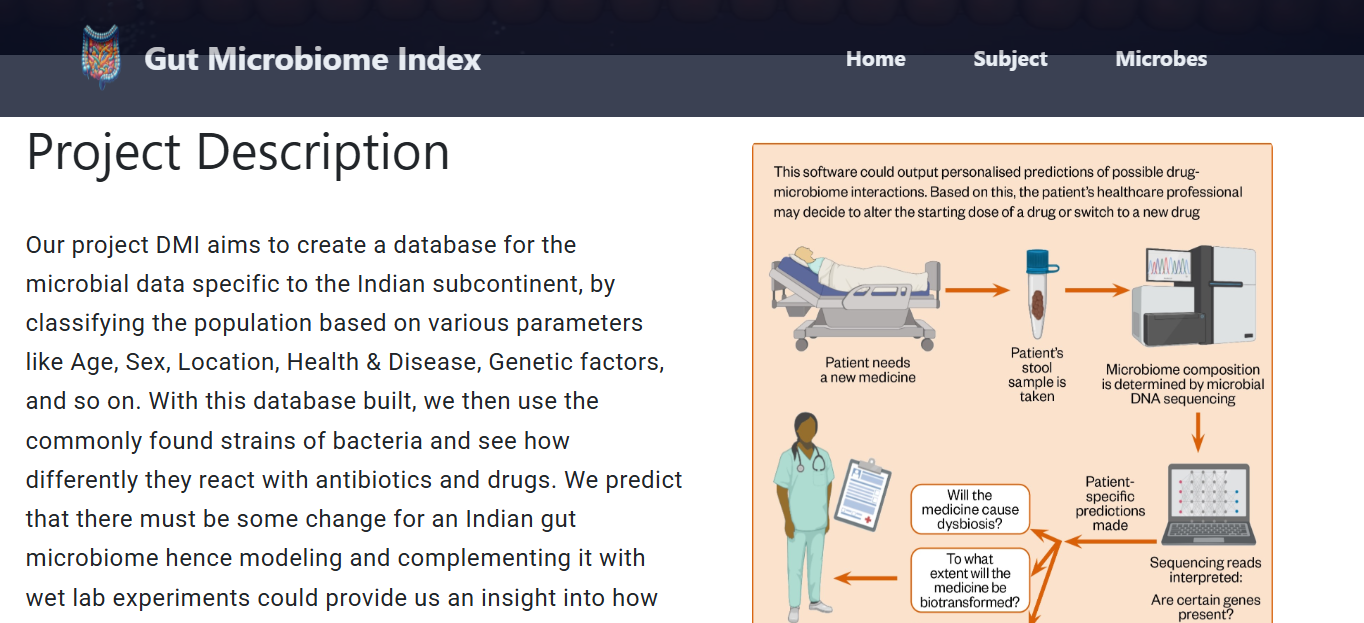 Gut Microbiome Index
Home
Subject
Microbes
Project Description
Our project DMI aims to create a database for the
microbial data specific to the Indian subcontinent, by
classifying the population based on various parameters
like Age, Sex, Location, Health & Disease, Genetic factors,
and so on. With this database built, we then use the
commonly found strains of bacteria and see how
differently they react with antibiotics and drugs. We predict
that there must be some change for an Indian gut
microbiome hence modeling and complementing it with
wet lab experiments could provide us an insight into how
This software could output personalised predictions of possible drug-
microbiome interactions. Based on this, the patient's healthcare professional
may decide to alter the starting dose of a drug or switch to a new drug
Patient needs
a new medicine
Patient's
stool
sample is
taken
Microbiome composition
is determined by microbial
DNA sequencing
Patient-
specific
predictions
made
Sequencing reads
interpreted:
Are certain genes
present?
Will the
medicine cause
dysbiosis?
To what
extent will the
medicine be
biotransformed?